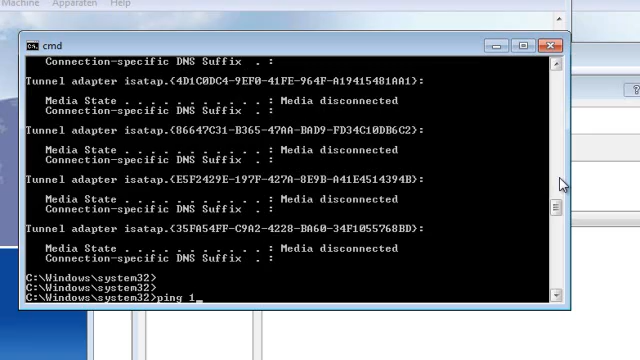 Machine Apparaten Help
cmd
Connection-specific DNS Suffix . :
Tunnel adapter isatap.{4D1C0DC4-9EF0-41FE-964F-A19415481AA1}:
Media State . . . . . . . . . . . : Media disconnected
Connection-specific DNS Suffix . :
Tunnel adapter isatap.{86647C31-B365-47AA-BAD9-FD34C10DB6C2}:
Media State . . . . . . . . . . . : Media disconnected
Connection-specific DNS Suffix . :
Tunnel adapter isatap.{E5F2429E-197F-427A-8E9B-A41E4514394B}:
Media State . . . . . . . . . . . : Media disconnected
Connection-specific DNS Suffix . :
Tunnel adapter isatap.{35FA54FF-C9A2-4228-BA60-34F1055768BD}:
Media State . . . . . . . . . . . : Media disconnected
Connection-specific DNS Suffix . :
C:\Windows\system32>
C:\Windows\system32>
C:\Windows\system32>ping 1_